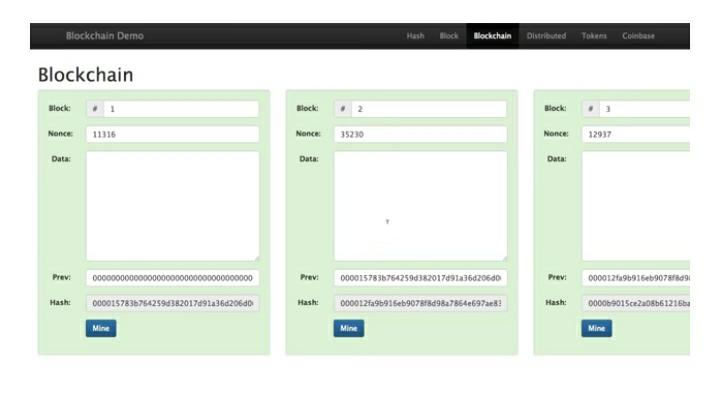 Blockchain Demo
Hash Block Blockchain Distributed Tokens Coinbase
Blockchain
Block: # 1
Nonce: 11316
Data:
Prev: 0000000000000000000000000000000000
Hash: 000015783b764259d382017d91a36d206d0
Mine
Block: # 2
Nonce: 35230
Data:
Prev: 000015783b764259d382017d91a36d206d0
Hash: 000012fa9b916eb9078f8d98a7864e697ae83
Mine
Block: # 3
Nonce: 12937
Data:
Prev: 000012fa9b916eb9078f8d9
Hash: 0000b9015ce2a08b61216ba
Mine